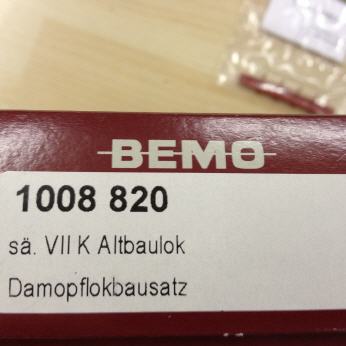 BEMO
1008 820
sä. VII K Altbaulok
Damopflokbausatz